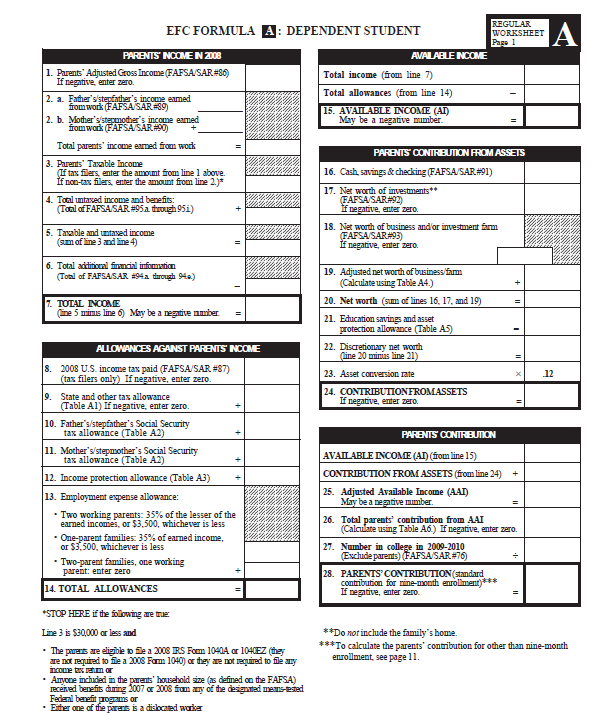 EFC FORMULA A : DEPENDENT STUDENT
REGULAR
WORKSHEET
Page 1
A
PARENTS' INCOME IN 2008
1. Parents' Adjusted Gross Income (FAFSA/SAR #86)
If negative, enter zero.
2. a. Father's/stepfather's income earned
from work (FAFSA/SAR #89)
2. b. Mother's/stepmother's income earned
from work (FAFSA/SAR #90) +
Total parents' income earned from work =
3. Parents' Taxable Income
(If tax filers, enter the amount from line 1 above.
If non-tax filers, enter the amount from line 2.)*
4. Total untaxed income and benefits:
(Total of FAFSA/SAR #95.a. through 95.i.) +
5. Taxable and untaxed income
(sum of line 3 and line 4) =
6. Total additional financial information
(Total of FAFSA/SAR #94.a. through 94.e.)
–
7. TOTAL INCOME
(line 5 minus line 6) May be a negative number. =
ALLOWANCES AGAINST PARENTS' INCOME
8. 2008 U.S. income tax paid (FAFSA/SAR #87)
(tax filers only) If negative, enter zero.
9. State and other tax allowance
(Table A1) If negative, enter zero. +
10. Father's/stepfather's Social Security
tax allowance (Table A2) +
11. Mother's/stepmother's Social Security
tax allowance (Table A2) +
12. Income protection allowance (Table A3) +
13. Employment expense allowance:
• Two working parents: 35% of the lesser of the
earned incomes, or $3,500, whichever is less
• One-parent families: 35% of earned income,
or $3,500, whichever is less
• Two-parent families, one working
parent: enter zero +
14. TOTAL ALLOWANCES =
*STOP HERE if the following are true:
Line 3 is $30,000 or less and
• The parents are eligible to file a 2008 IRS Form 1040A or 1040EZ (they
are not required to file a 2008 Form 1040) or they are not required to file any
income tax return or
• Anyone included in the parents' household size (as defined on the FAFSA)
received benefits during 2007 or 2008 from any of the designated means-tested
Federal benefit programs or
• Either one of the parents is a dislocated worker
AVAILABLE INCOME
Total income (from line 7)
Total allowances (from line 14) –
15. AVAILABLE INCOME (AI)
May be a negative number. =
PARENTS' CONTRIBUTION FROM ASSETS
16. Cash, savings & checking (FAFSA/SAR #91)
17. Net worth of investments**
(FAFSA/SAR #92)
If negative, enter zero.
18. Net worth of business and/or investment farm
(FAFSA/SAR #93)
If negative, enter zero.
19. Adjusted net worth of business/farm
(Calculate using Table A4.) +
20. Net worth (sum of lines 16, 17, and 19) =
21. Education savings and asset
protection allowance (Table A5) –
22. Discretionary net worth
(line 20 minus line 21) =
23. Asset conversion rate × .12
24. CONTRIBUTION FROM ASSETS
If negative, enter zero. =
PARENTS' CONTRIBUTION
AVAILABLE INCOME (AI) (from line 15)
CONTRIBUTION FROM ASSETS (from line 24) +
25. Adjusted Available Income (AAI)
May be a negative number. =
26. Total parents' contribution from AAI
(Calculate using Table A6.) If negative, enter zero.
27. Number in college in 2009-2010
(Exclude parents) (FAFSA/SAR #76) ÷
28. PARENTS' CONTRIBUTION (standard
contribution for nine-month enrollment)***
If negative, enter zero. =
**Do not include the family's home.
***To calculate the parents' contribution for other than nine-month
enrollment, see page 11.